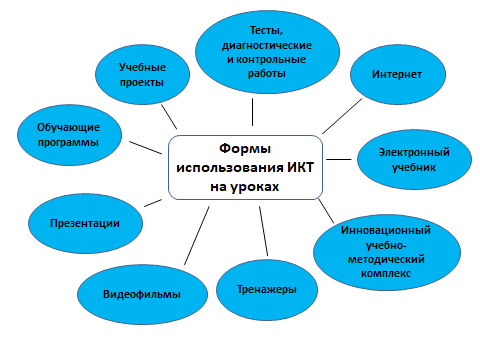 Тесты,
диагностические
и контрольные
работы
Учебные
проекты
Интернет
Обучающие
программы
Формы
использования ИКТ
на уроках
Электронный
учебник
Презентации
Инновационный
учебно-
методический
комплекс
Видеофильмы
Тренажеры